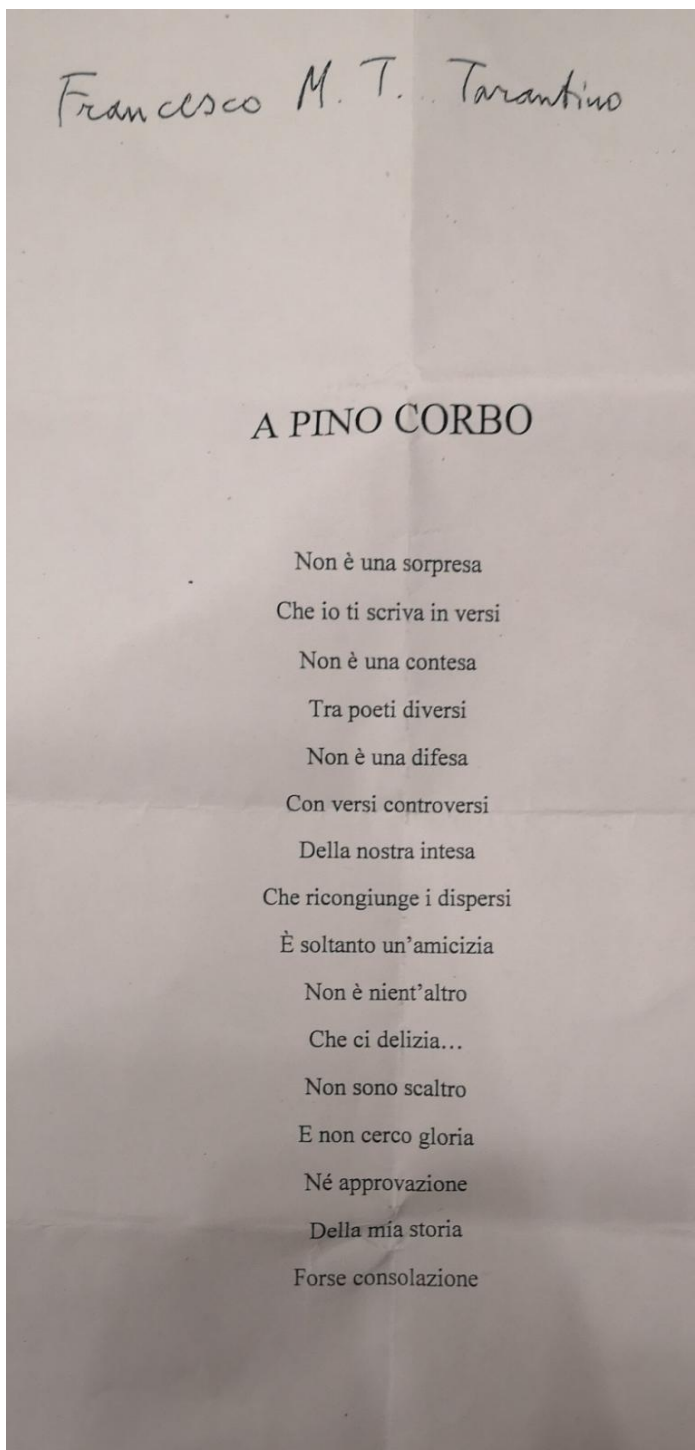 Francesco M. T. Tarantino
A PINO CORBO
Non è una sorpresa
Che io ti scriva in versi
Non è una contesa
Tra poeti diversi
Non è una difesa
Con versi controversi
Della nostra intesa
Che ricongiunge i dispersi
È soltanto un’amicizia
Non è nient’altro
Che ci delizia…
Non sono scaltro
E non cerco gloria
Né approvazione
Della mia storia
Forse consolazione